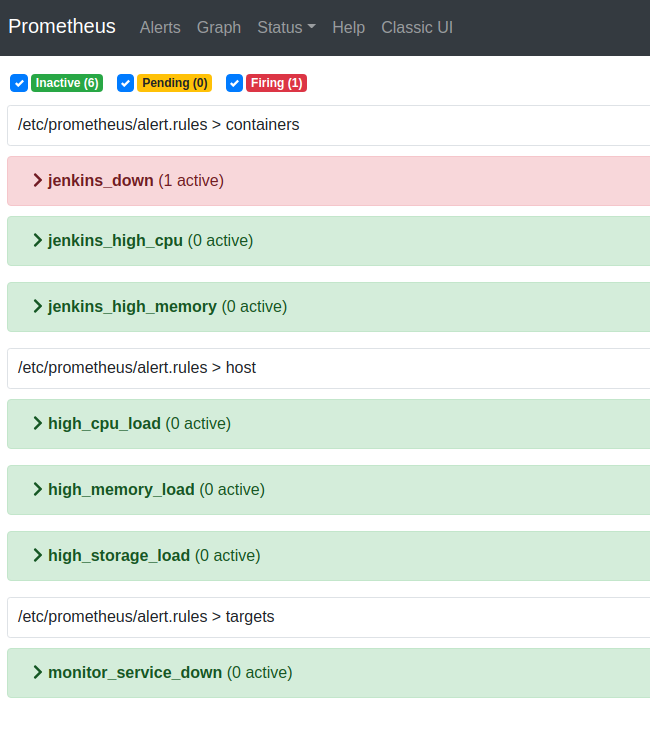 Prometheus Alerts Graph Status Help Classic UI
Inactive (6) Pending (0) Firing (1)
/etc/prometheus/alert.rules > containers
jenkins_down (1 active)
jenkins_high_cpu (0 active)
jenkins_high_memory (0 active)
/etc/prometheus/alert.rules > host
high_cpu_load (0 active)
high_memory_load (0 active)
high_storage_load (0 active)
/etc/prometheus/alert.rules > targets
monitor_service_down (0 active)